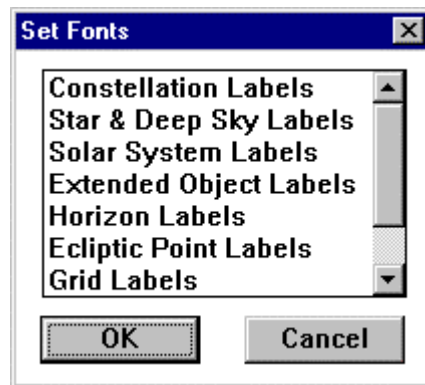 Set Fonts
Constellation Labels
Star & Deep Sky Labels
Solar System Labels
Extended Object Labels
Horizon Labels
Ecliptic Point Labels
Grid Labels
OK Cancel